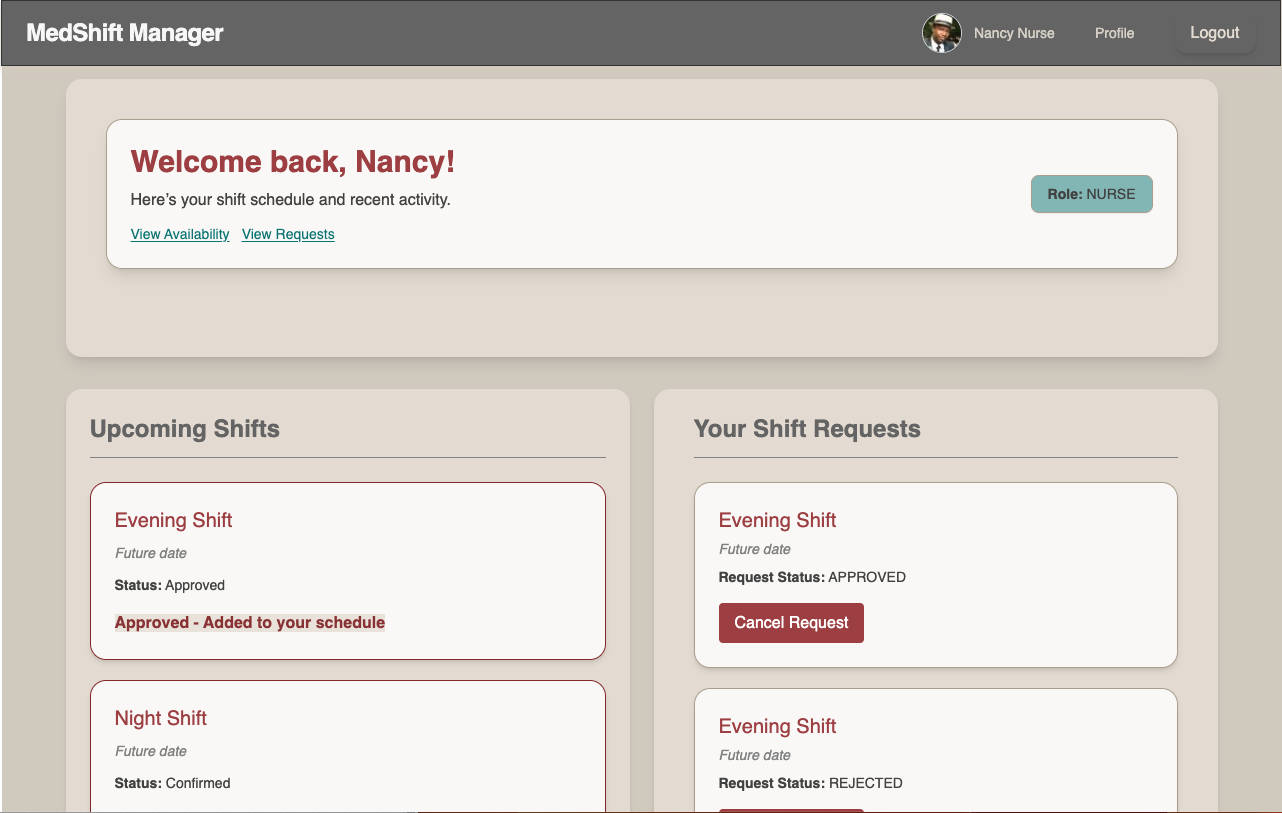 MedShift Manager
Nancy Nurse
Profile
Logout
Welcome back, Nancy!
Here’s your shift schedule and recent activity.
View Availability View Requests
Role: NURSE
Upcoming Shifts
Evening Shift
Future date
Status: Approved
Approved - Added to your schedule
Night Shift
Future date
Status: Confirmed
Your Shift Requests
Evening Shift
Future date
Request Status: APPROVED
Cancel Request
Evening Shift
Future date
Request Status: REJECTED